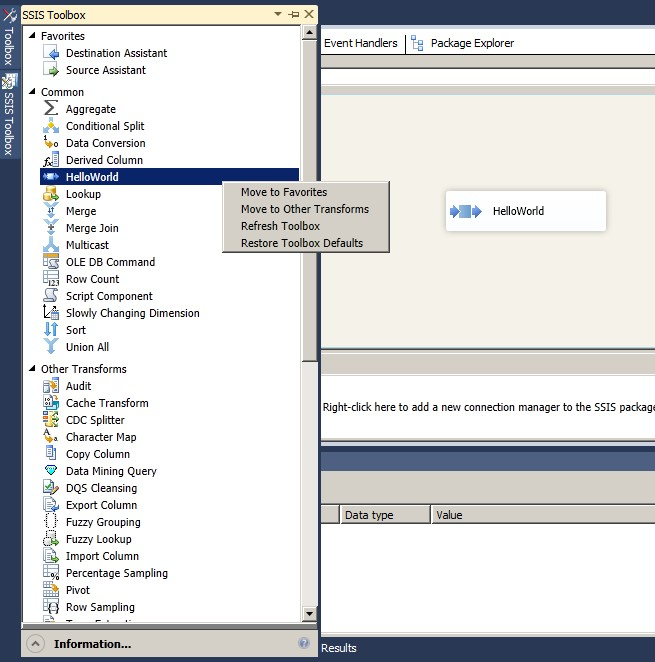 SSIS Toolbox
Favorites
Destination Assistant
Source Assistant
Common
Aggregate
Conditional Split
Data Conversion
Derived Column
HelloWorld
Lookup
Merge
Merge Join
Multicast
OLE DB Command
Row Count
Script Component
Slowly Changing Dimension
Sort
Union All
Other Transforms
Audit
Cache Transform
CDC Splitter
Character Map
Copy Column
Data Mining Query
DQS Cleansing
Export Column
Fuzzy Grouping
Fuzzy Lookup
Import Column
Percentage Sampling
Pivot
Row Sampling
Information...
Toolbox
SSIS Toolbox
Move to Favorites
Move to Other Transforms
Refresh Toolbox
Restore Toolbox Defaults
Event Handlers
Package Explorer
HelloWorld
Right-click here to add a new connection manager to the SSIS package
Data type
Value
Results